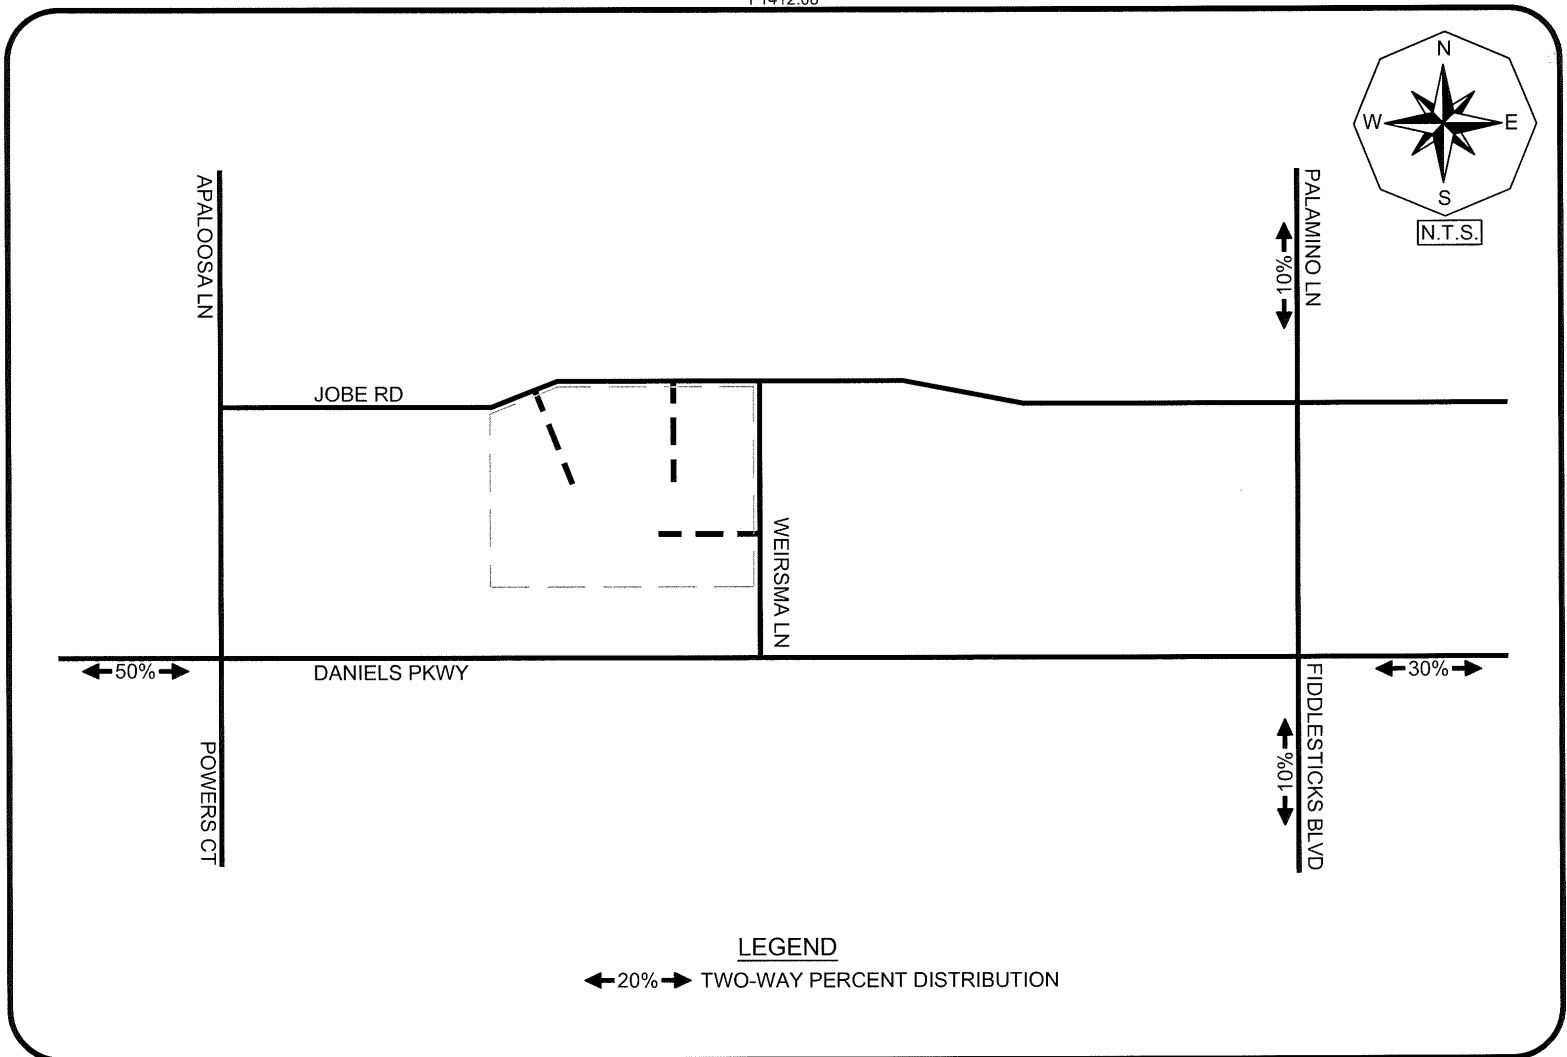 N
W
E
S
N.T.S.
APALOOSA LN
PALAMINO LN
10%
JOBE RD
WEIRSMA LN
50%
DANIELS PKWY
30%
POWERS CT
FIDDLESTICKS BLVD
10%
LEGEND
20% TWO-WAY PERCENT DISTRIBUTION